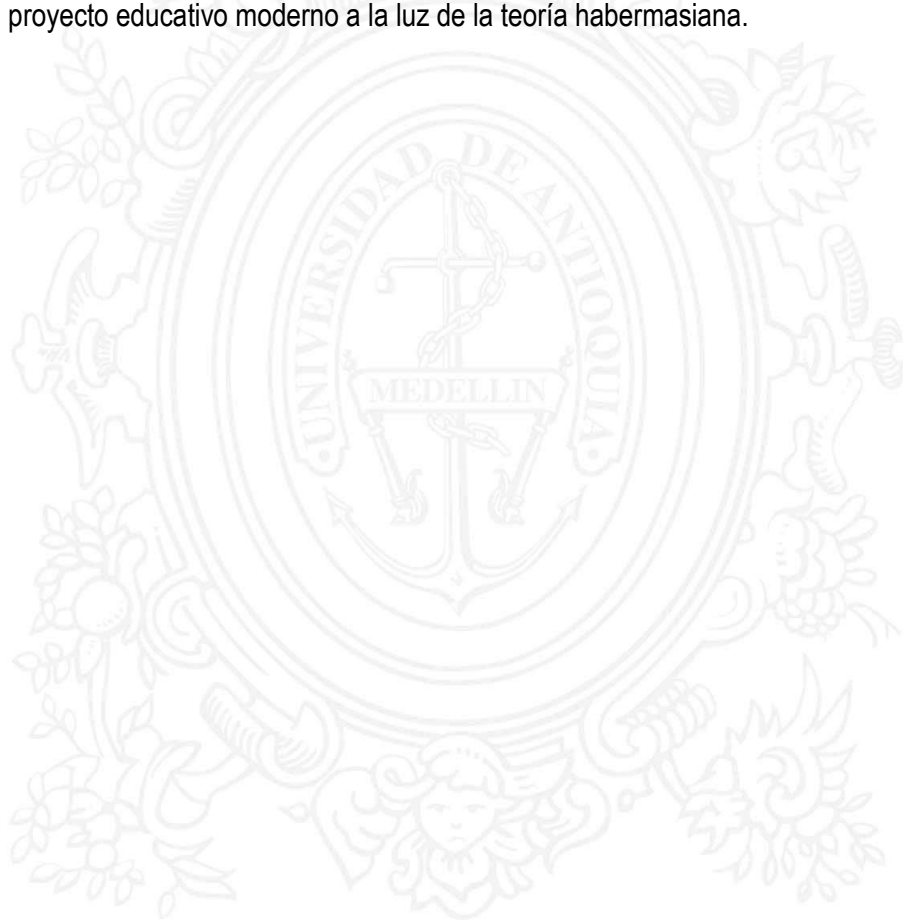 proyecto educativo moderno a la luz de la teoría habermasiana.
UNIVERSIDAD DE ANTIOQUIA
MEDELLIN